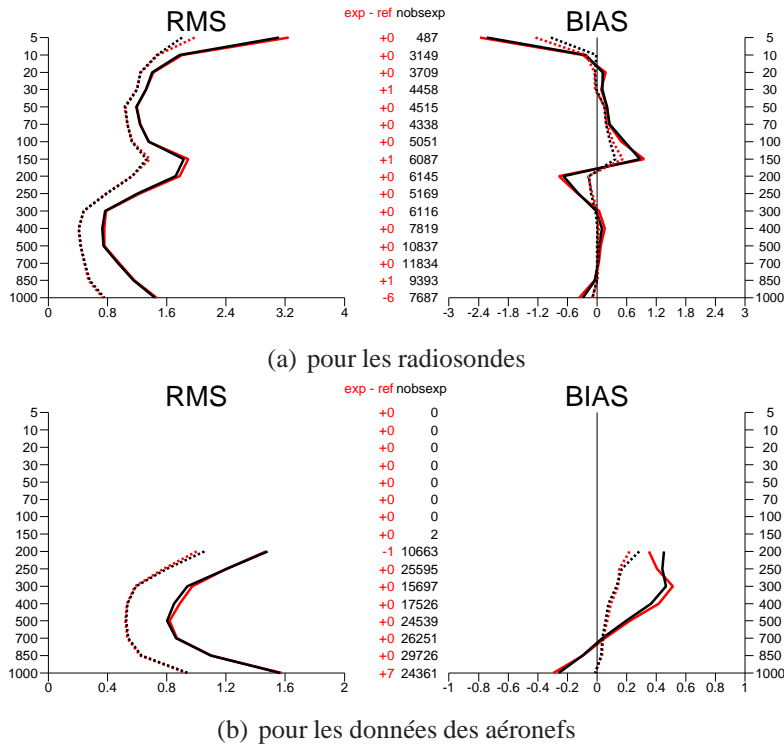 RMS
exp - ref nobsexp
BIAS
5 +0 487 5
10 +0 3149 10
20 +0 3709 20
30 +1 4458 30
50 +0 4515 50
70 +0 4338 70
100 +0 5051 100
150 +1 6087 150
200 +0 6145 200
250 +0 5169 250
300 +0 6116 300
400 +0 7819 400
500 +0 10837 500
700 +0 11834 700
850 +1 9393 850
1000 -6 7687 1000
0 0.8 1.6 2.4 3.2 4
-3 -2.4 -1.8 -1.2 -0.6 0 0.6 1.2 1.8 2.4 3
(a) pour les radiosondes
RMS
exp - ref nobsexp
BIAS
5 +0 0 5
10 +0 0 10
20 +0 0 20
30 +0 0 30
50 +0 0 50
70 +0 0 70
100 +0 0 100
150 +0 2 150
200 -1 10663 200
250 +0 25595 250
300 +0 15697 300
400 +0 17526 400
500 +0 24539 500
700 +0 26251 700
850 +0 29726 850
1000 +7 24361 1000
0 0.4 0.8 1.2 1.6 2
-1 -0.8 -0.6 -0.4 -0.2 0 0.2 0.4 0.6 0.8 1
(b) pour les données des aéronefs